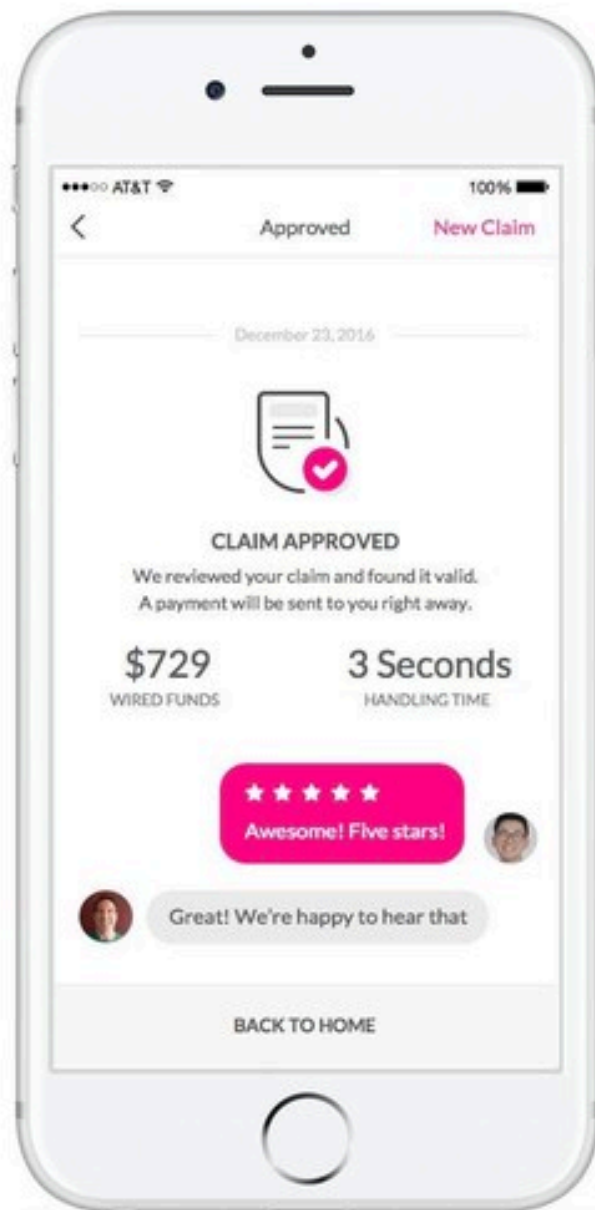 AT&T 100%
Approved New Claim
December 23, 2016
CLAIM APPROVED
We reviewed your claim and found it valid.
A payment will be sent to you right away.
$729 3 Seconds
WIRED FUNDS HANDLING TIME
Awesome! Five stars!
Great! We're happy to hear that
BACK TO HOME